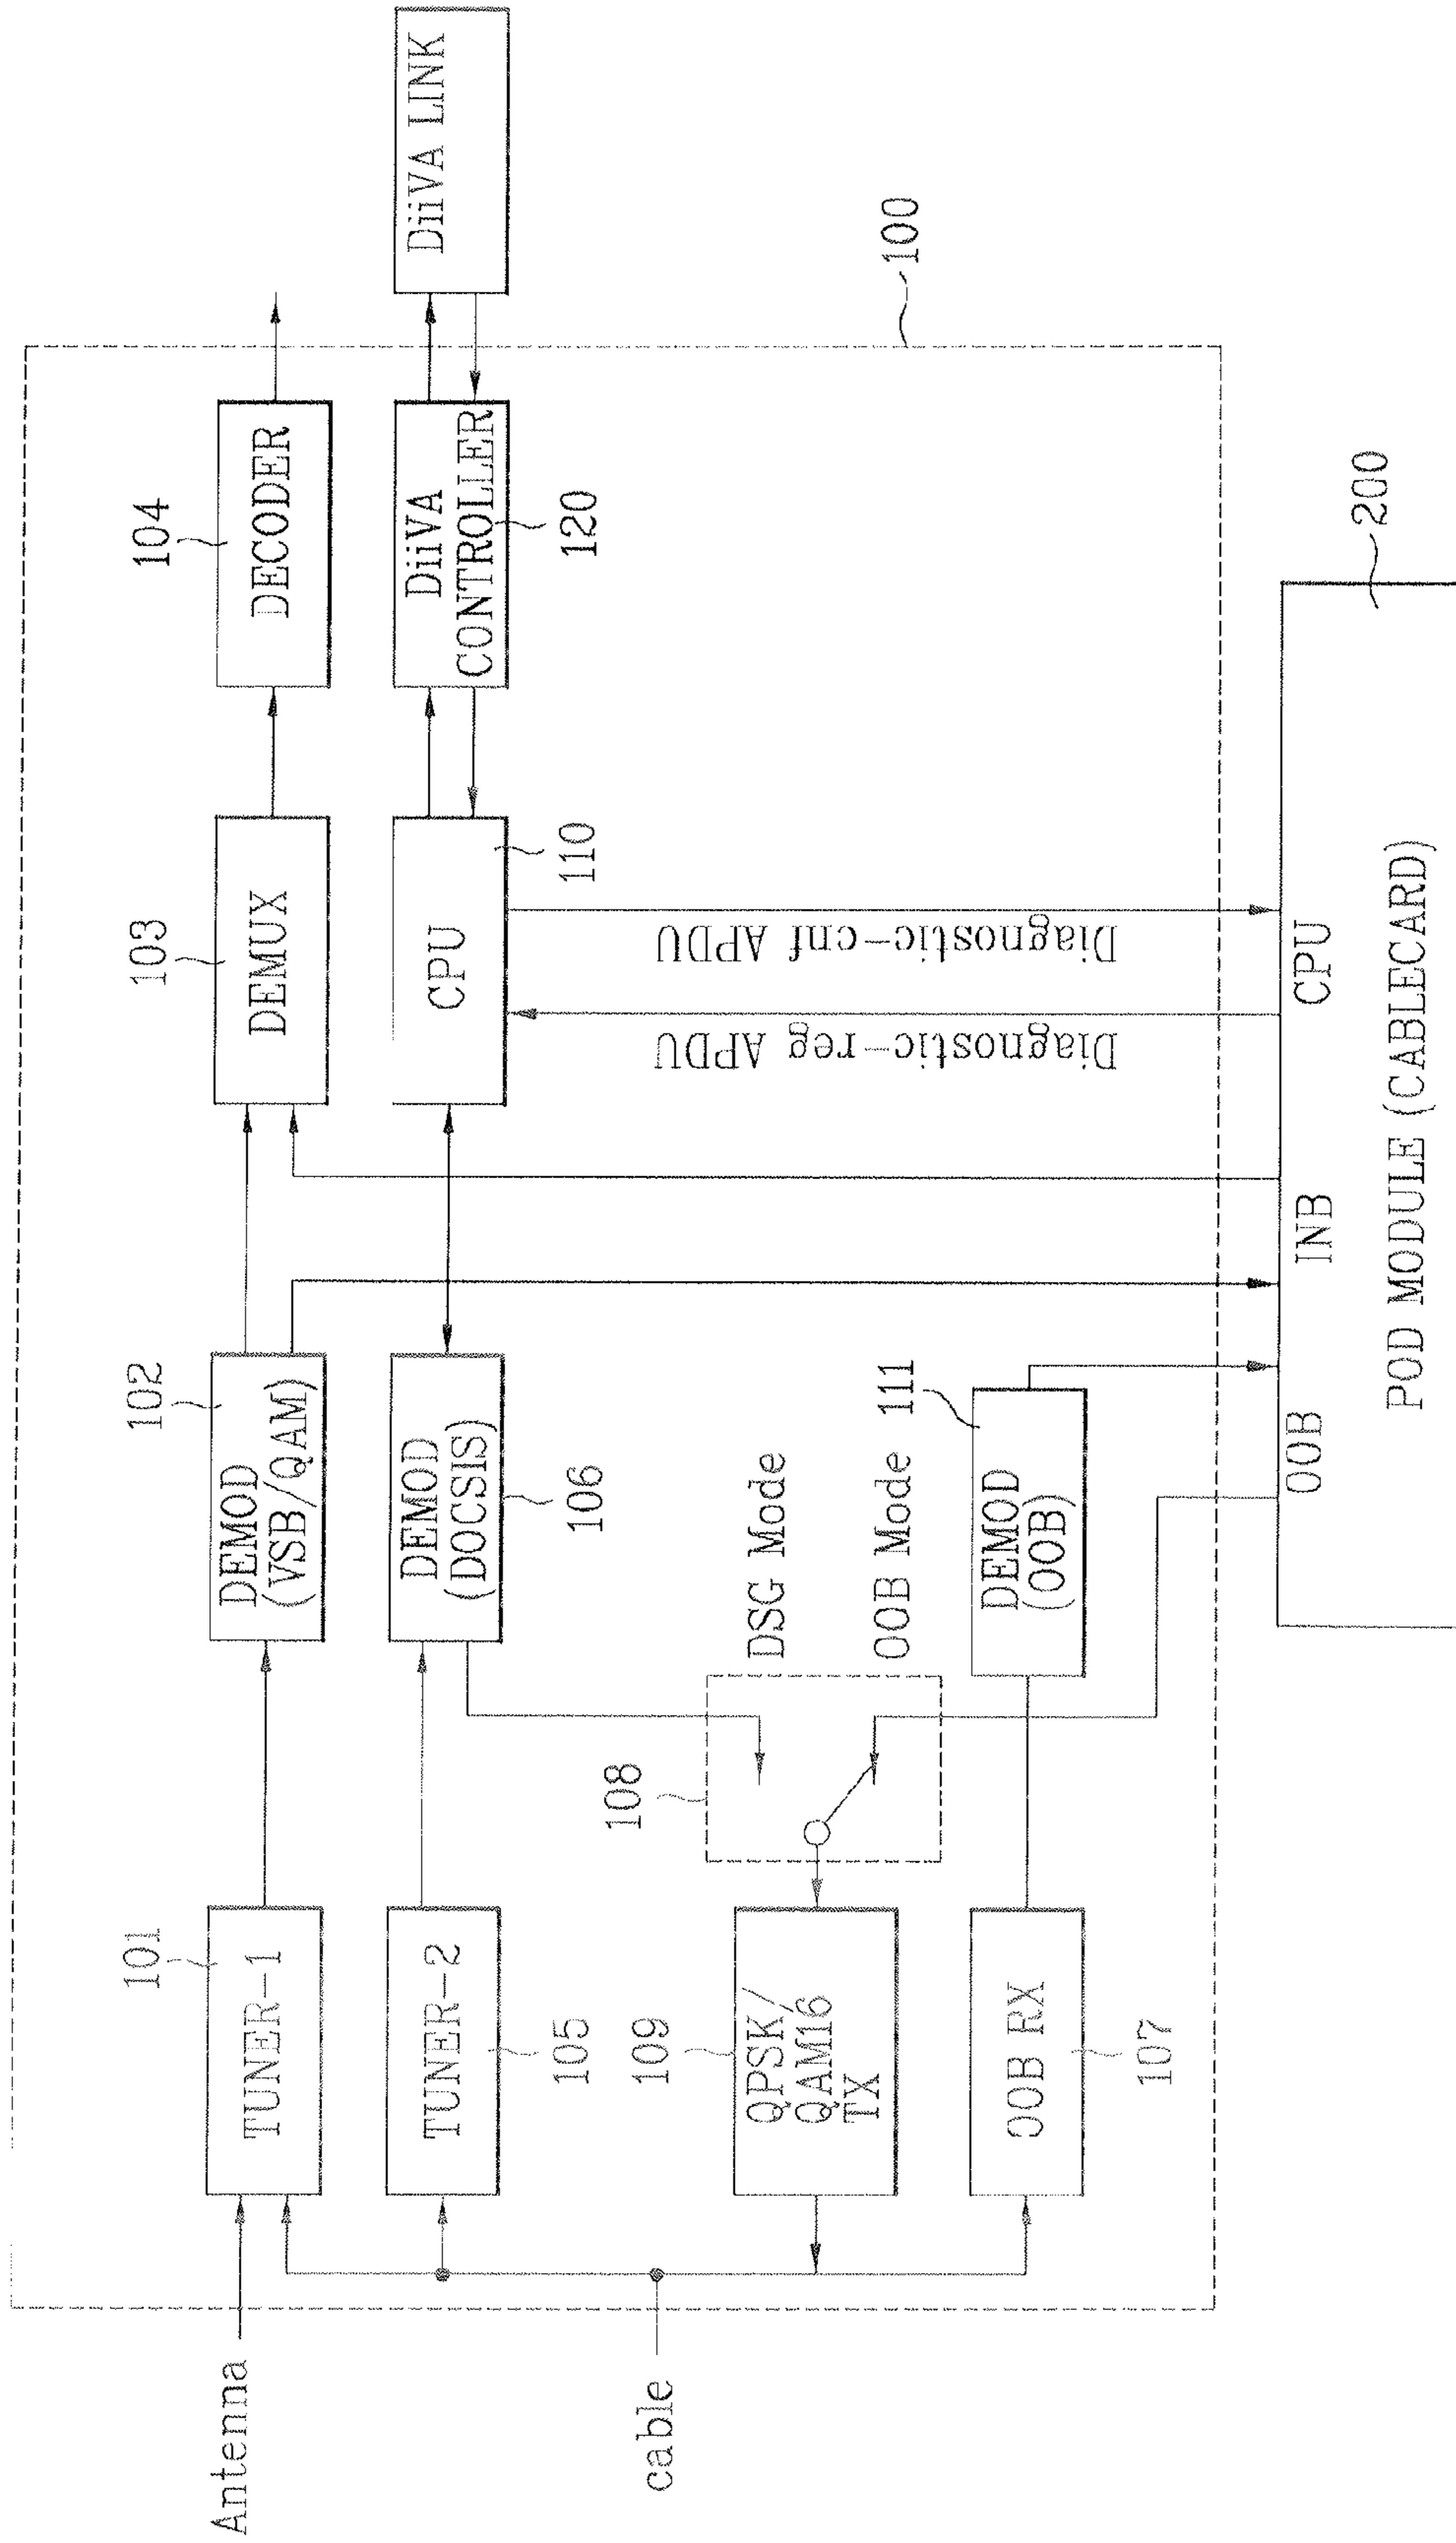 Antenna
cable
101
TUNER-1
TUNER-2
105
109
QPSK/
QAM16
TX
OOB RX
107
102
DEMOD
(VSB/QAM)
DEMOD
(DOCSIS)
106
108
DSG Mode
OOB Mode
111
DEMOD
(OOB)
103
DEMUX
CPU
110
Diagnostic-cnf APDU
Diagnostic-reg APDU
104
DECODER
DiiVA
CONTROLLER
120
DiiVA LINK
100
200
OOB
INB
CPU
POD MODULE (CABLECARD)